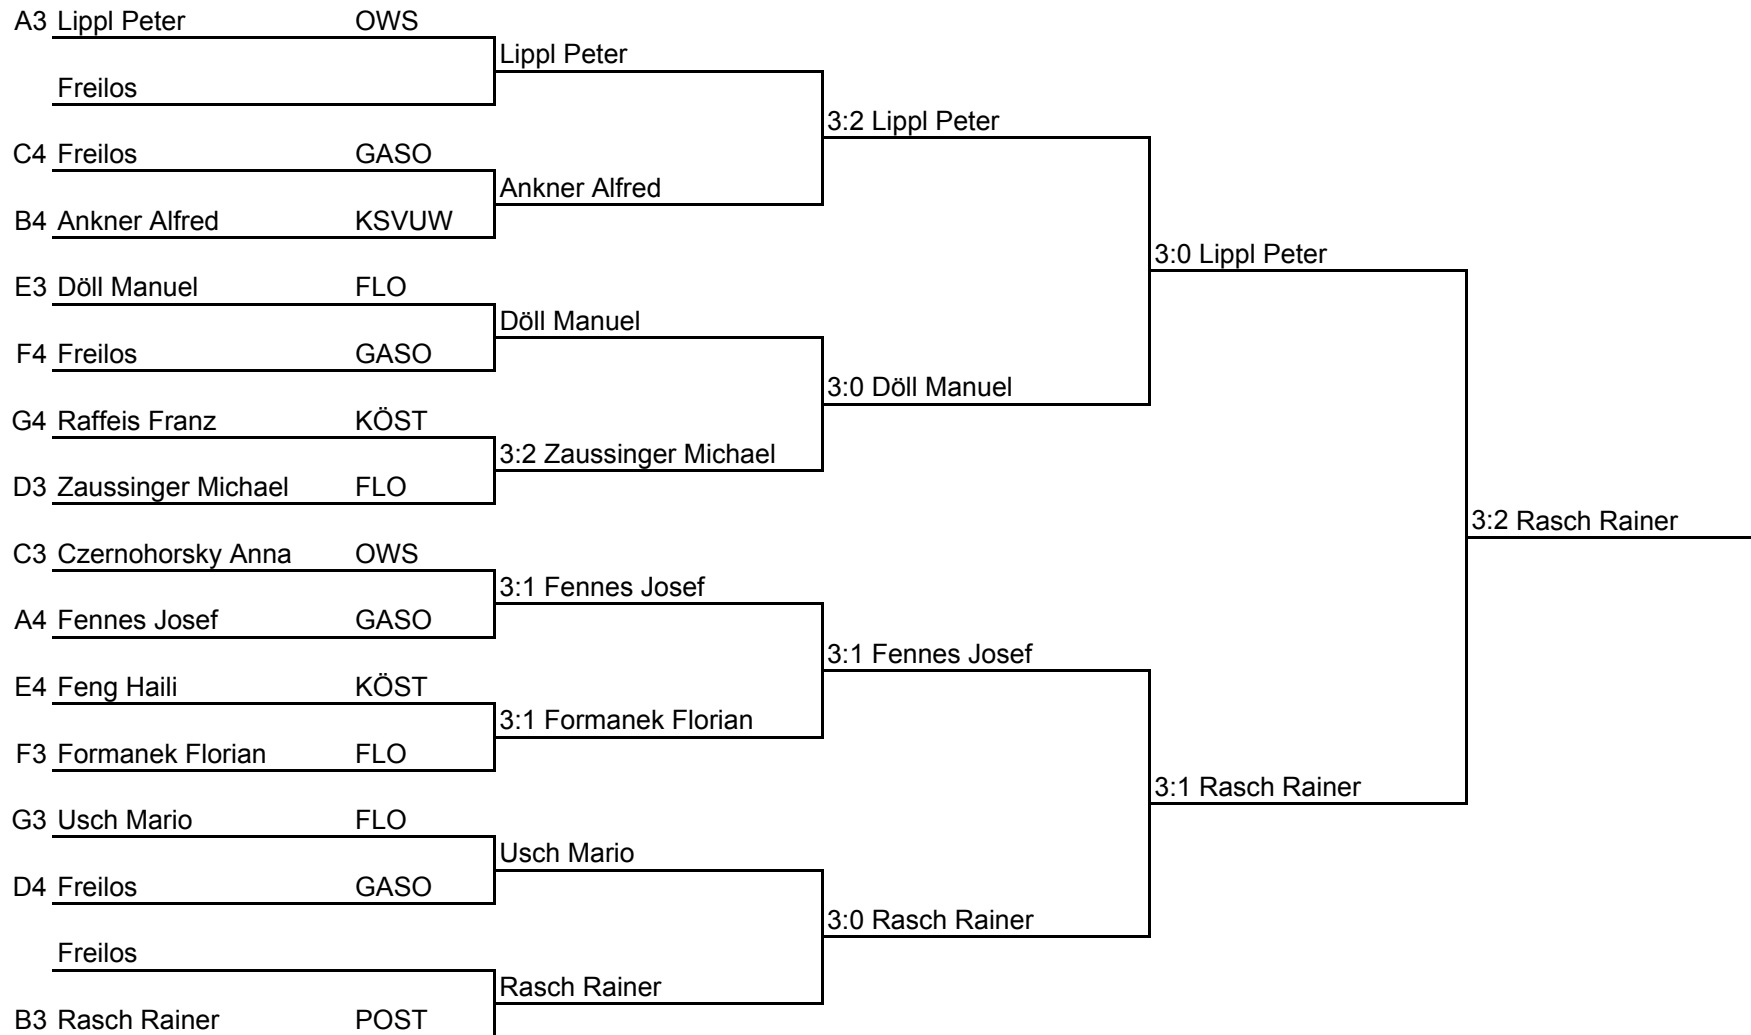 A3 Lippl Peter OWS
Lippl Peter
Freilos
3:2 Lippl Peter
C4 Freilos GASO
Ankner Alfred
B4 Ankner Alfred KSVUW
3:0 Lippl Peter
E3 Döll Manuel FLO
Döll Manuel
F4 Freilos GASO
3:0 Döll Manuel
G4 Raffeis Franz KÖST
3:2 Zaussinger Michael
D3 Zaussinger Michael FLO
3:2 Rasch Rainer
C3 Czernohorsky Anna OWS
3:1 Fennes Josef
A4 Fennes Josef GASO
3:1 Fennes Josef
E4 Feng Haili KÖST
3:1 Formanek Florian
F3 Formanek Florian FLO
3:1 Rasch Rainer
G3 Usch Mario FLO
Usch Mario
D4 Freilos GASO
3:0 Rasch Rainer
Freilos
Rasch Rainer
B3 Rasch Rainer POST